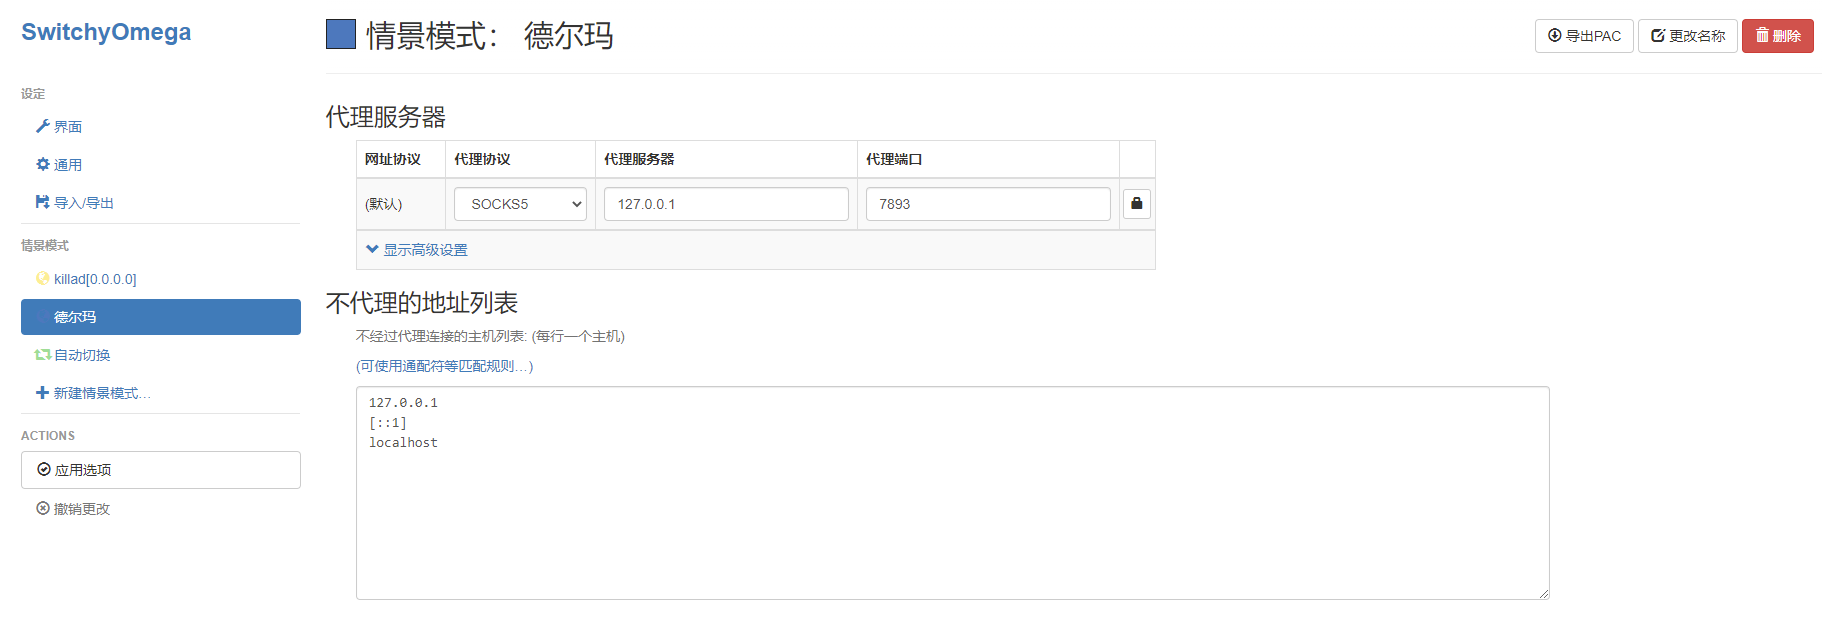 SwitchyOmega
设定
界面
通用
导入/导出
情景模式
killad[0.0.0.0]
德尔玛
自动切换
新建情景模式…
ACTIONS
应用选项
撤销更改
情景模式： 德尔玛
导出PAC 更改名称 删除
代理服务器
网址协议 代理协议 代理服务器 代理端口
(默认) SOCKS5 127.0.0.1 7893
显示高级设置
不代理的地址列表
不经过代理连接的主机列表: (每行一个主机)
(可使用通配符等匹配规则…)
127.0.0.1
[::1]
localhost